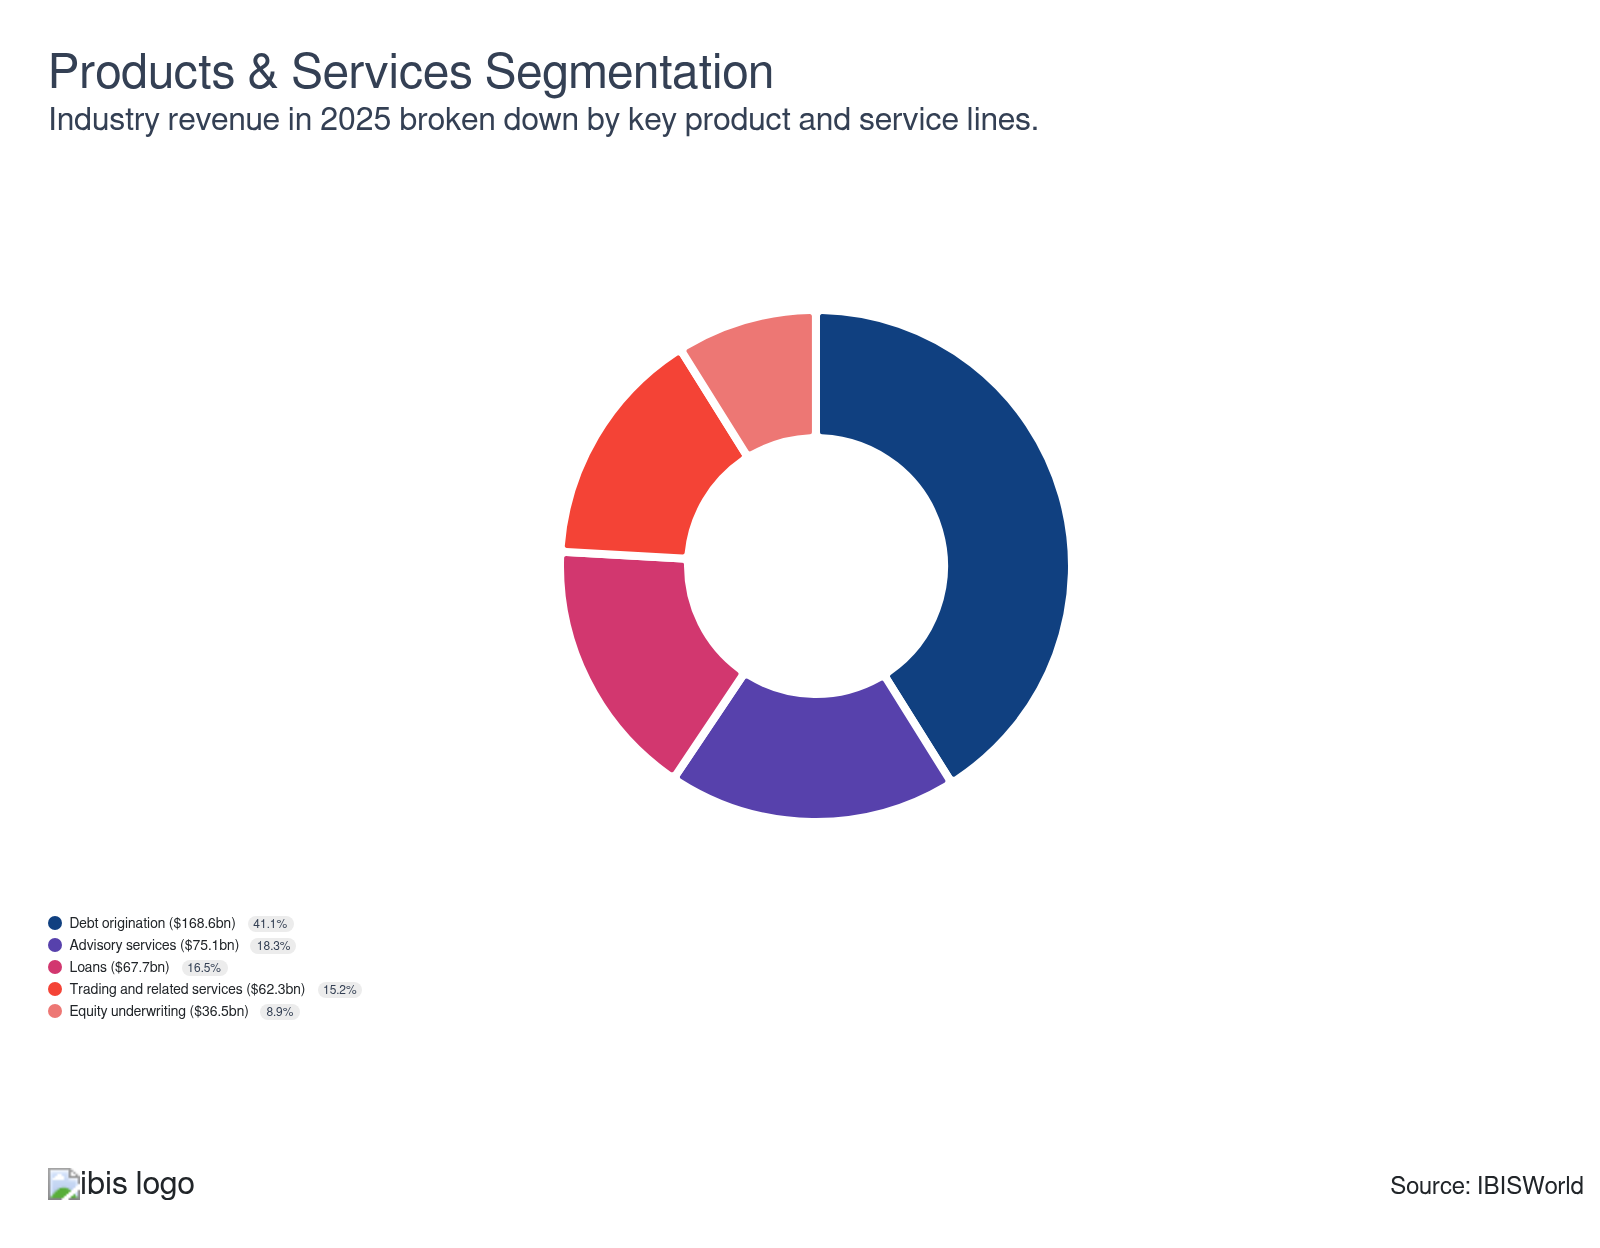 Products & Services Segmentation
Industry revenue in 2025 broken down by key product and service lines.
Debt origination ($168.6bn) 41.1%
Advisory services ($75.1bn) 18.3%
Loans ($67.7bn) 16.5%
Trading and related services ($62.3bn) 15.2%
Equity underwriting ($36.5bn) 8.9%
ibis logo
Source: IBISWorld